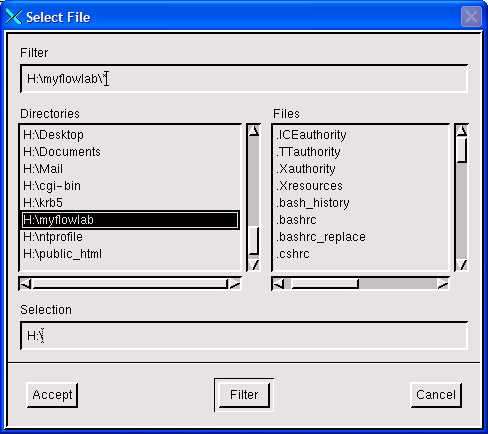 Select File
Filter
H:\myflowlab\*
Directories
H:\Desktop
H:\Documents
H:\Mail
H:\cgi-bin
H:\krb5
H:\myflowlab
H:\ntprofile
H:\public_html
Files
.ICEauthority
.TTauthority
.Xauthority
.Xresources
.bash_history
.bashrc
.bashrc_replace
.cshrc
Selection
H:\
Accept
Filter
Cancel